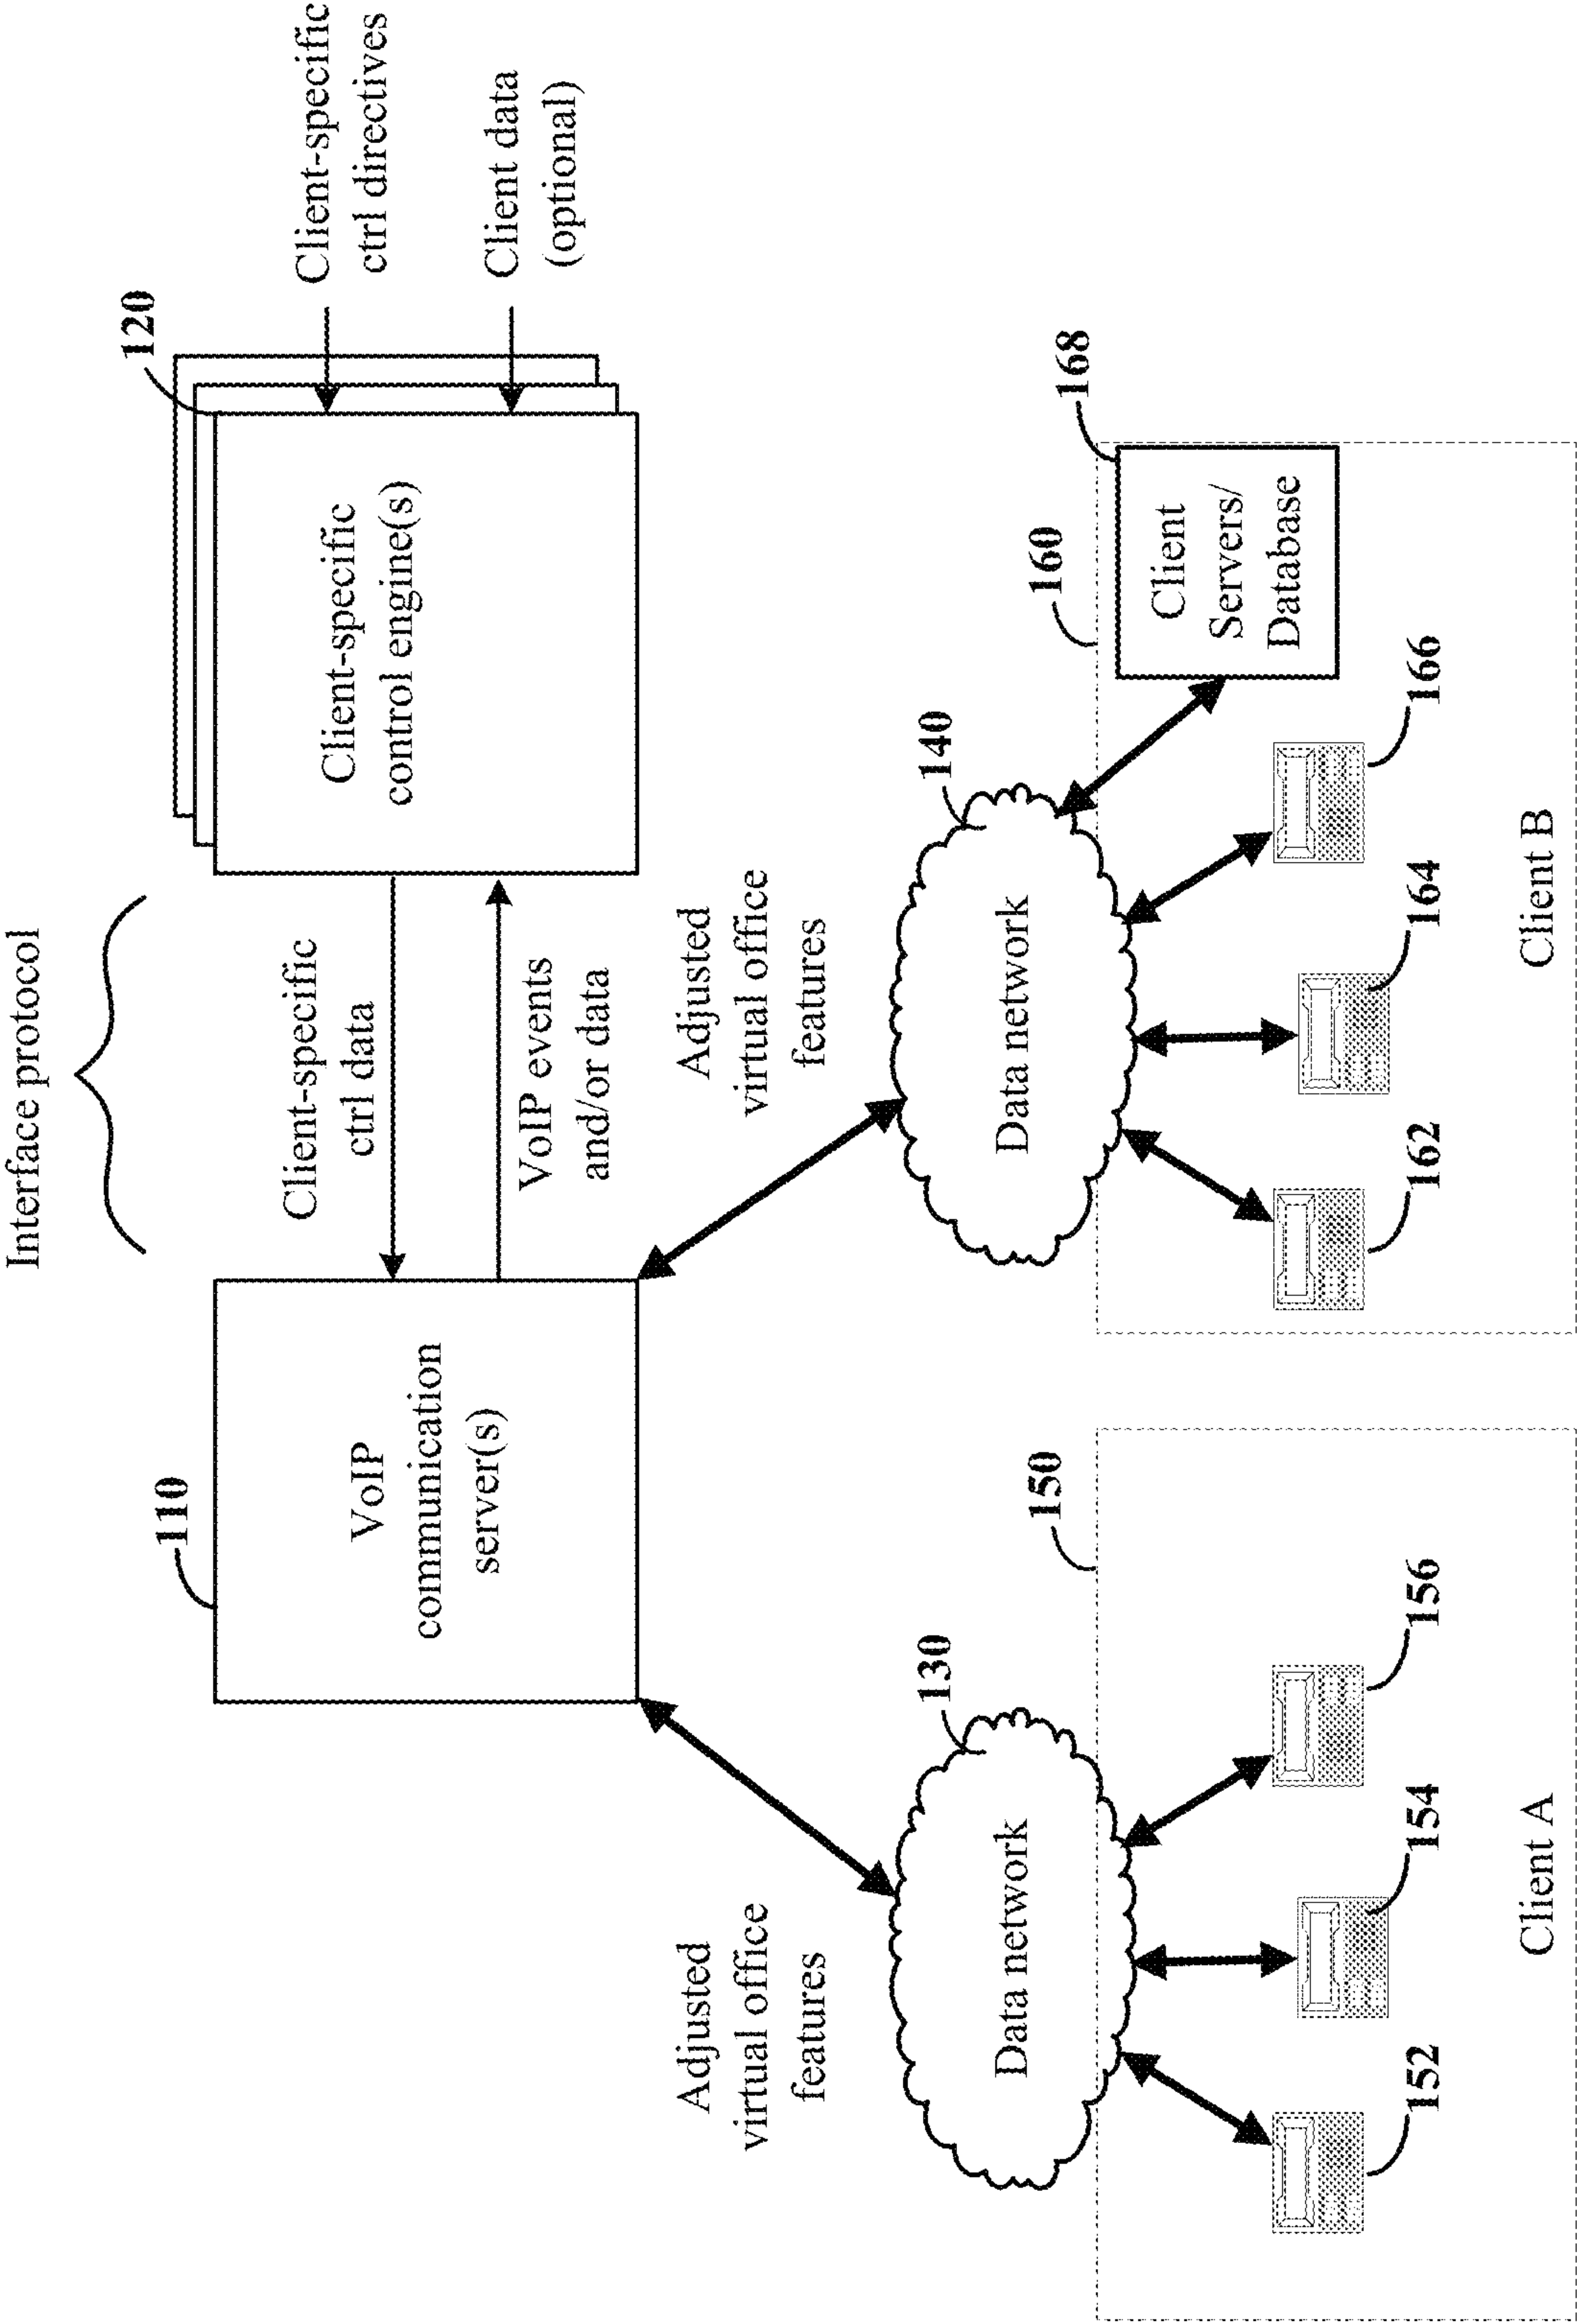 Interface protocol
110
120
VoIP
communication
server(s)
Client-specific
ctrl data
VoIP events
and/or data
Client-specific
control engine(s)
Client-specific
ctrl directives
Client data
(optional)
Adjusted
virtual office
features
Adjusted
virtual office
features
130
Data network
140
Data network
150
152
154
156
Client A
160
168
Client
Servers/
Database
162
164
166
Client B